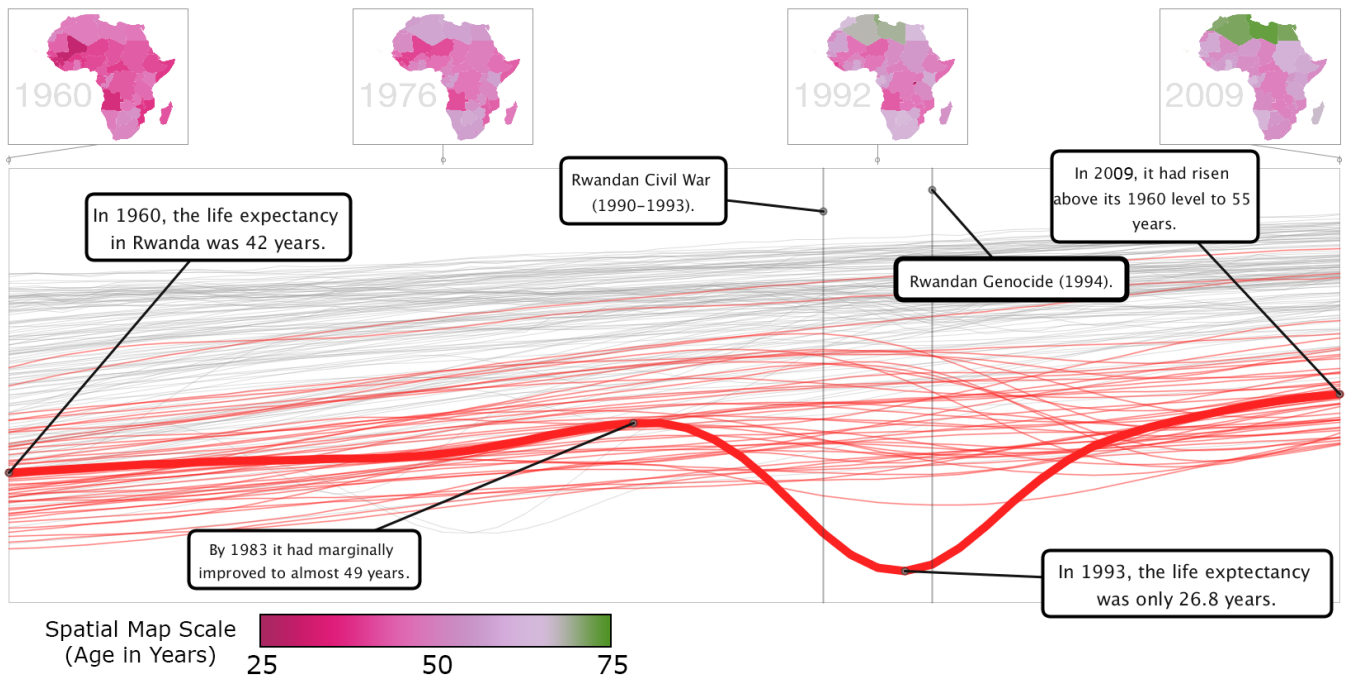 1960
1976
1992
2009
Rwandan Civil War
(1990-1993).
In 2009, it had risen
above its 1960 level to 55
years.
In 1960, the life expectancy
in Rwanda was 42 years.
Rwandan Genocide (1994).
By 1983 it had marginally
improved to almost 49 years.
In 1993, the life exptectancy
was only 26.8 years.
Spatial Map Scale
(Age in Years)
25
50
75